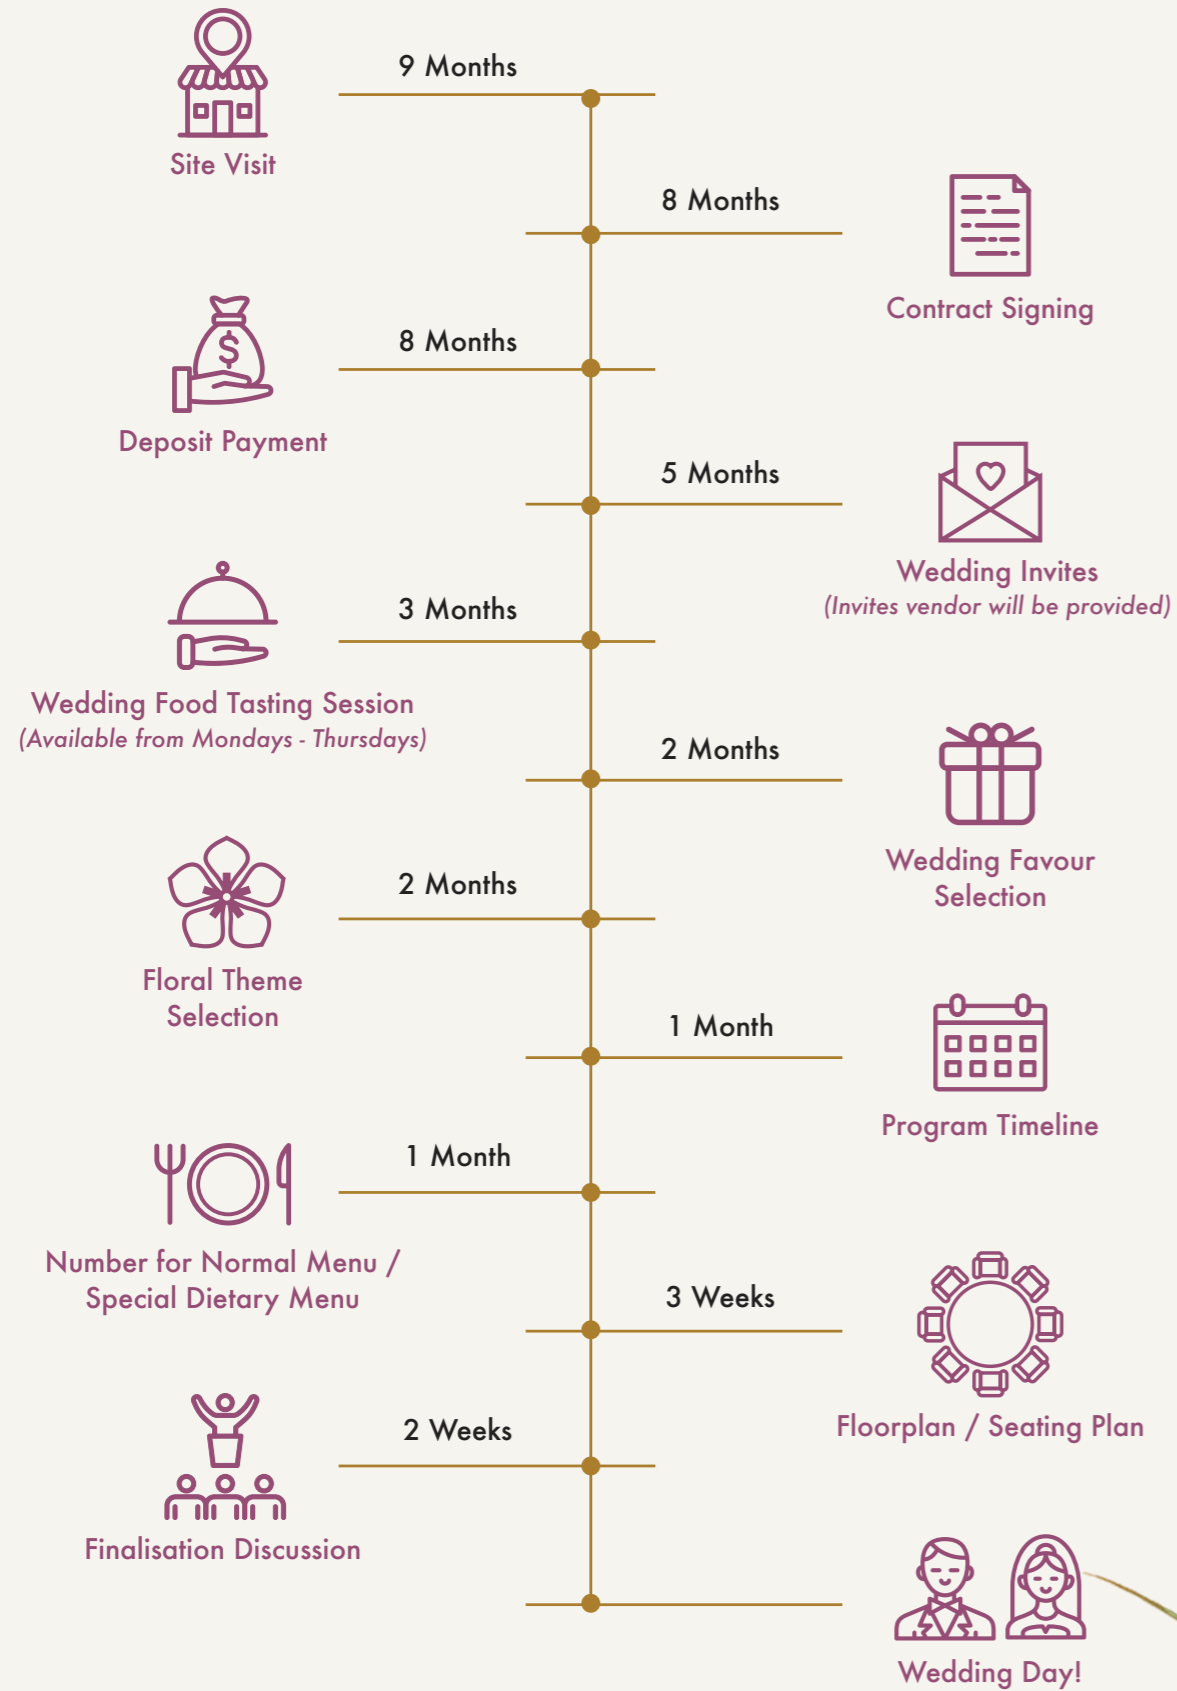 9 Months
Site Visit
8 Months
Contract Signing
8 Months
Deposit Payment
5 Months
Wedding Invites
(Invites vendor will be provided)
3 Months
Wedding Food Tasting Session
(Available from Mondays - Thursdays)
2 Months
Wedding Favour
Selection
2 Months
Floral Theme
Selection
1 Month
Program Timeline
1 Month
Number for Normal Menu /
Special Dietary Menu
3 Weeks
Floorplan / Seating Plan
2 Weeks
Finalisation Discussion
Wedding Day!